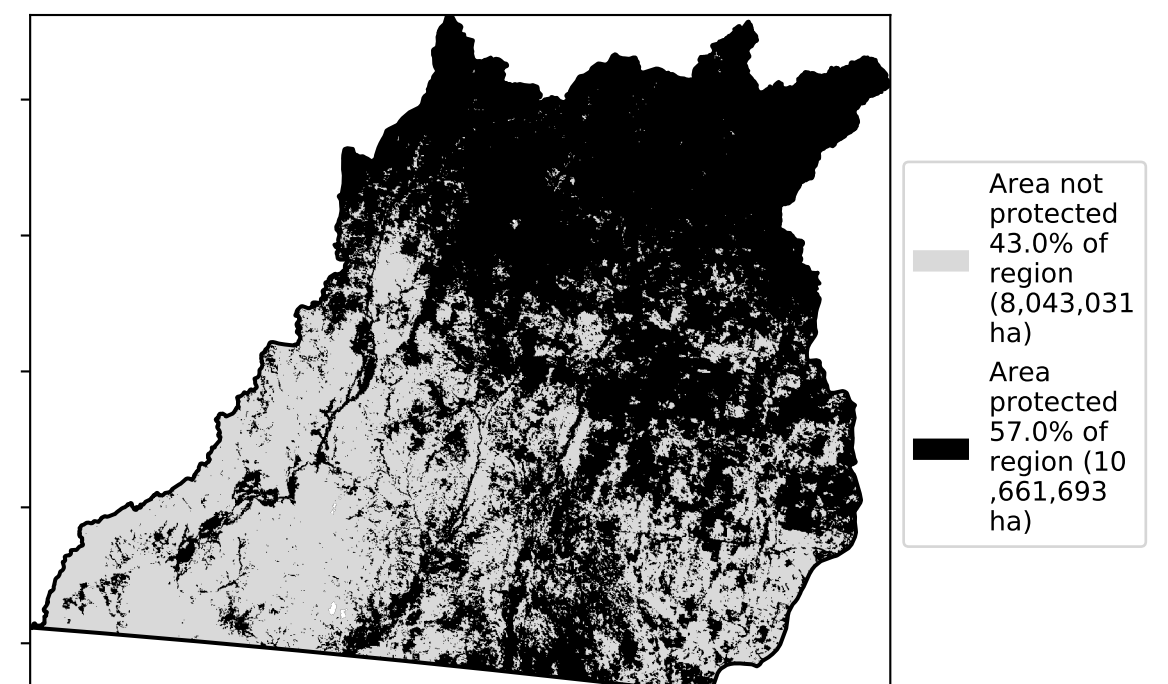 Area not
protected
43.0% of
region
(8,043,031
ha)
Area
protected
57.0% of
region (10
,661,693
ha)